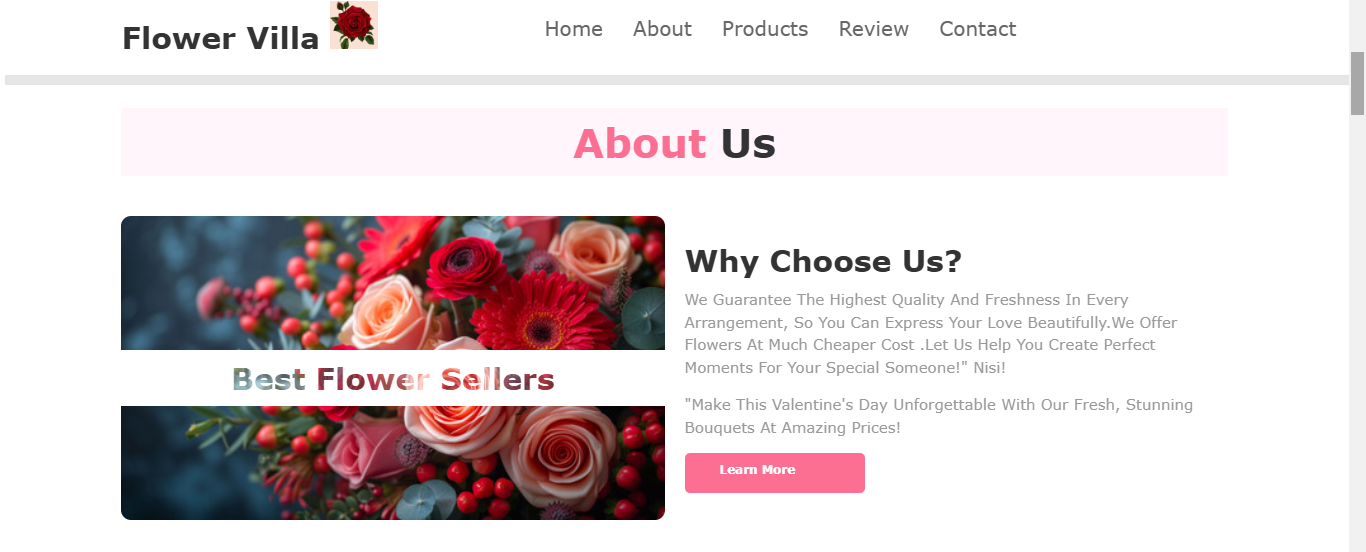 Flower Villa
Home About Products Review Contact
About Us
Best Flower Sellers
Why Choose Us?
We Guarantee The Highest Quality And Freshness In Every
Arrangement, So You Can Express Your Love Beautifully.We Offer
Flowers At Much Cheaper Cost .Let Us Help You Create Perfect
Moments For Your Special Someone!" Nisi!
"Make This Valentine's Day Unforgettable With Our Fresh, Stunning
Bouquets At Amazing Prices!
Learn More